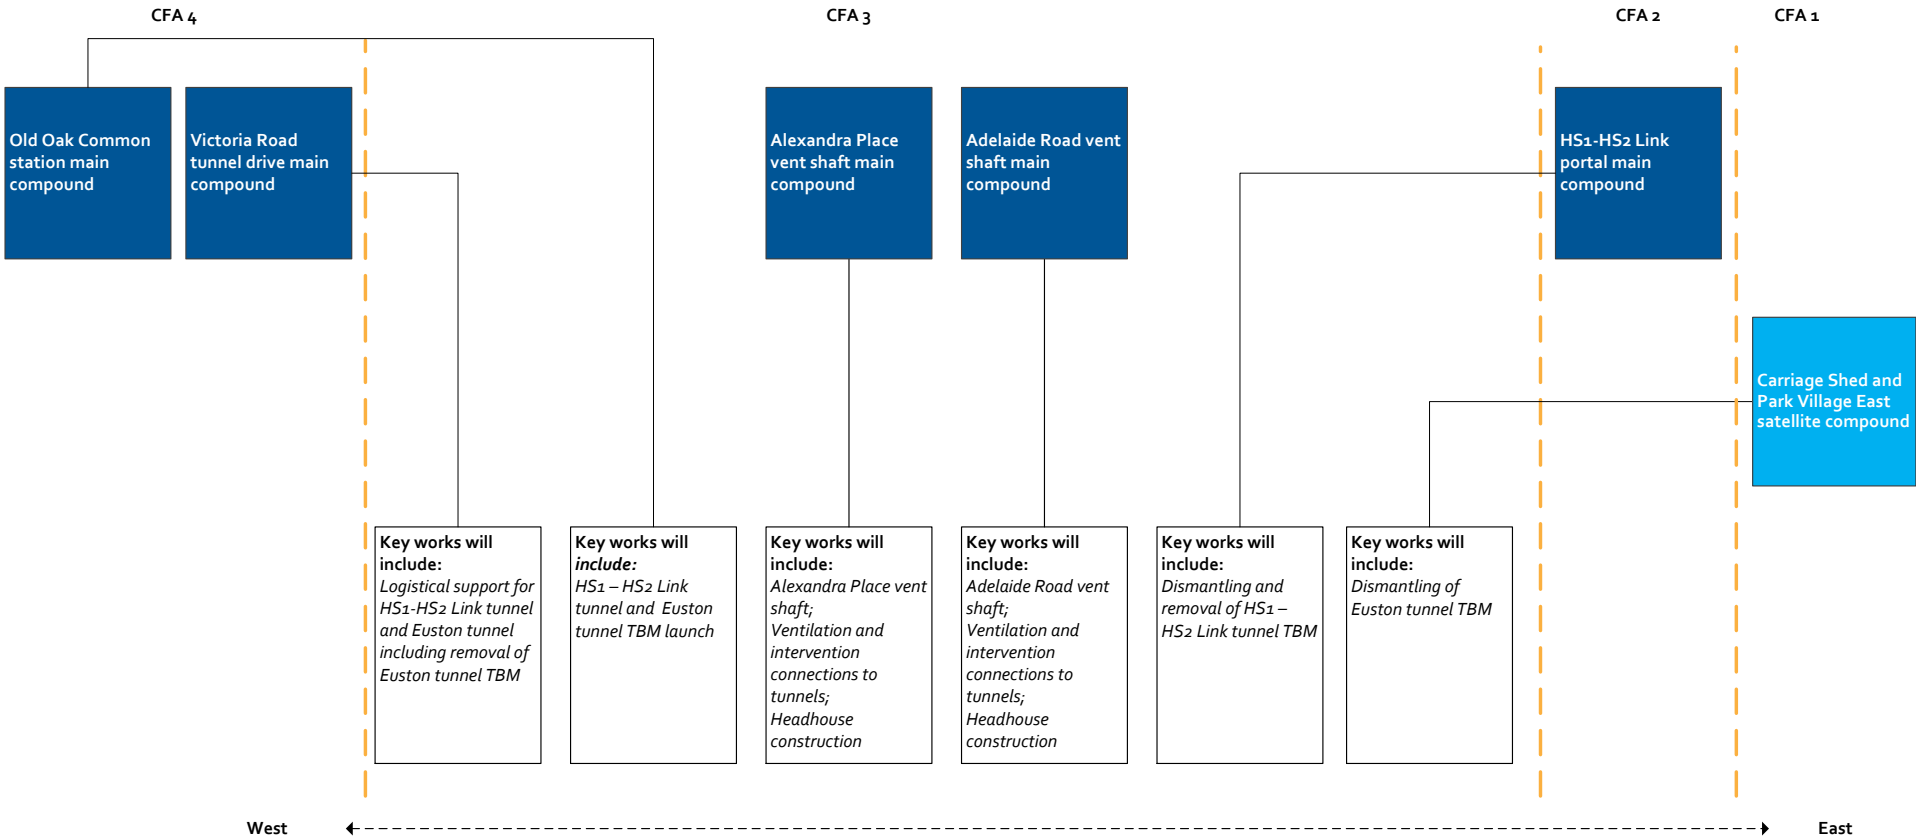 CFA 4
CFA 3
CFA 2
CFA 1
Old Oak Common
station main
compound
Victoria Road
tunnel drive main
compound
Alexandra Place
vent shaft main
compound
Adelaide Road vent
shaft main
compound
HS1-HS2 Link
portal main
compound
Carriage Shed and
Park Village East
satellite compound
Key works will
include:
Logistical support for
HS1-HS2 Link tunnel
and Euston tunnel
including removal of
Euston tunnel TBM
Key works will
include:
HS1 – HS2 Link
tunnel and Euston
tunnel TBM launch
Key works will
include:
Alexandra Place vent
shaft;
Ventilation and
intervention
connections to
tunnels;
Headhouse
construction
Key works will
include:
Adelaide Road vent
shaft;
Ventilation and
intervention
connections to
tunnels;
Headhouse
construction
Key works will
include:
Dismantling and
removal of HS1 –
HS2 Link tunnel TBM
Key works will
include:
Dismantling of
Euston tunnel TBM
West
East